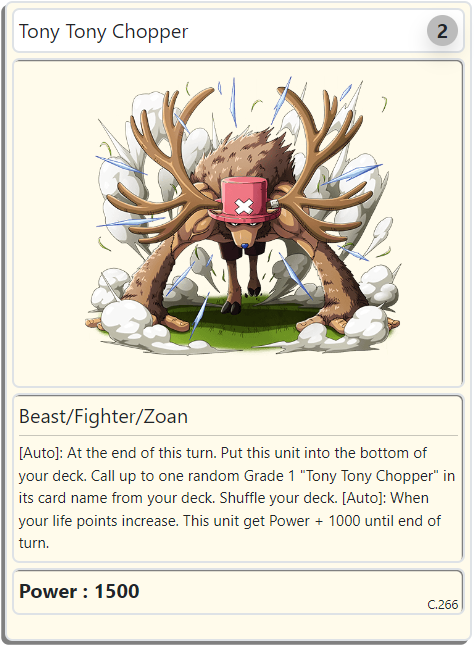 Tony Tony Chopper
2
Beast/Fighter/Zoan
[Auto]: At the end of this turn. Put this unit into the bottom of
your deck. Call up to one random Grade 1 "Tony Tony Chopper" in
its card name from your deck. Shuffle your deck. [Auto]: When
your life points increase. This unit get Power + 1000 until end of
turn.
Power : 1500
C.266